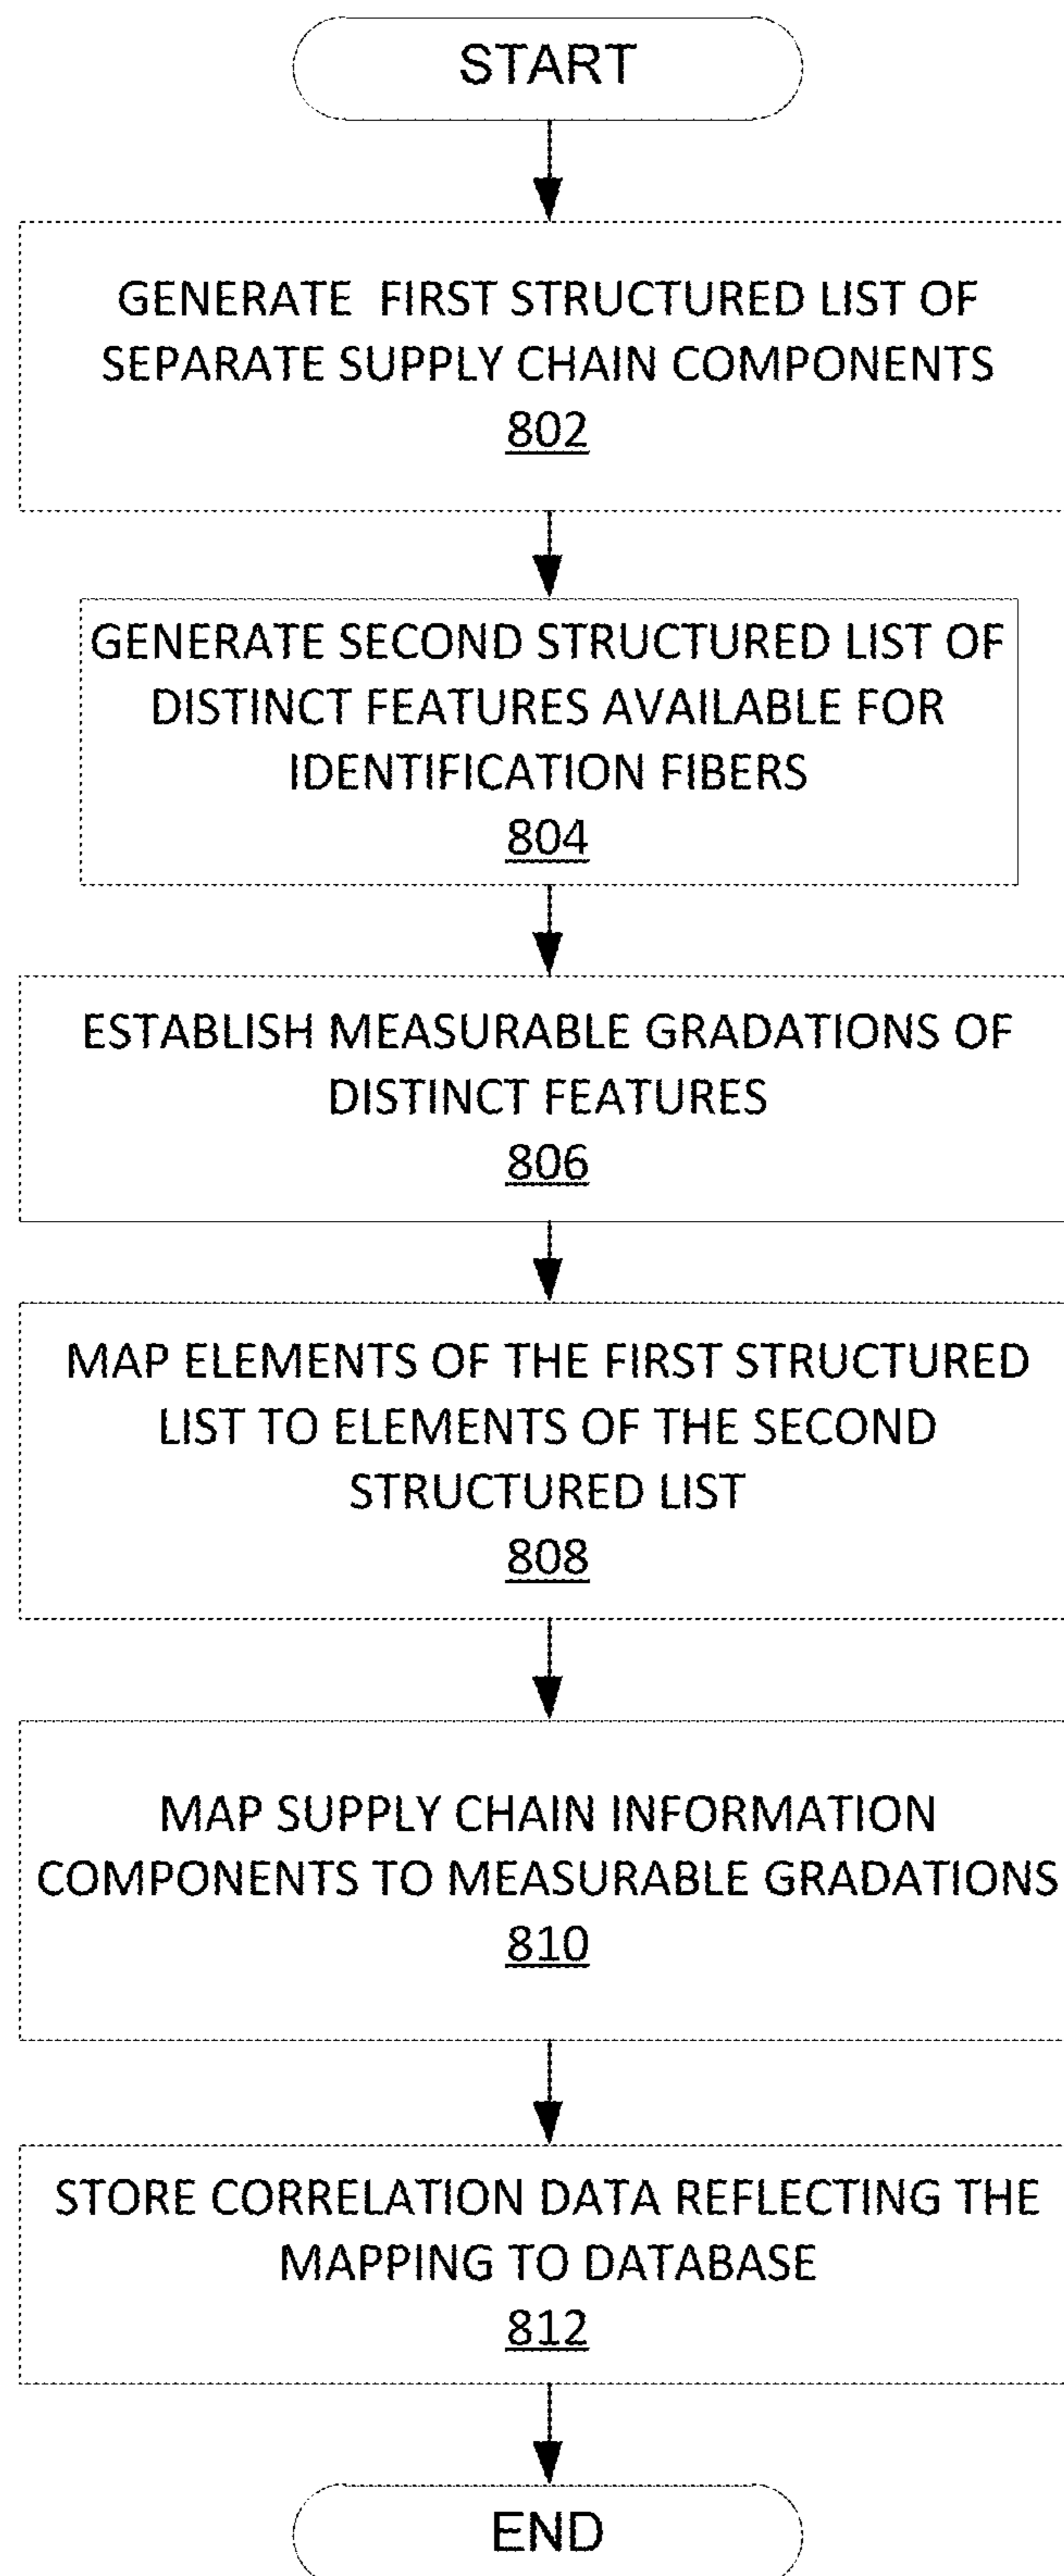 START
GENERATE FIRST STRUCTURED LIST OF
SEPARATE SUPPLY CHAIN COMPONENTS
802
GENERATE SECOND STRUCTURED LIST OF
DISTINCT FEATURES AVAILABLE FOR
IDENTIFICATION FIBERS
804
ESTABLISH MEASURABLE GRADATIONS OF
DISTINCT FEATURES
806
MAP ELEMENTS OF THE FIRST STRUCTURED
LIST TO ELEMENTS OF THE SECOND
STRUCTURED LIST
808
MAP SUPPLY CHAIN INFORMATION
COMPONENTS TO MEASURABLE GRADATIONS
810
STORE CORRELATION DATA REFLECTING THE
MAPPING TO DATABASE
812
END